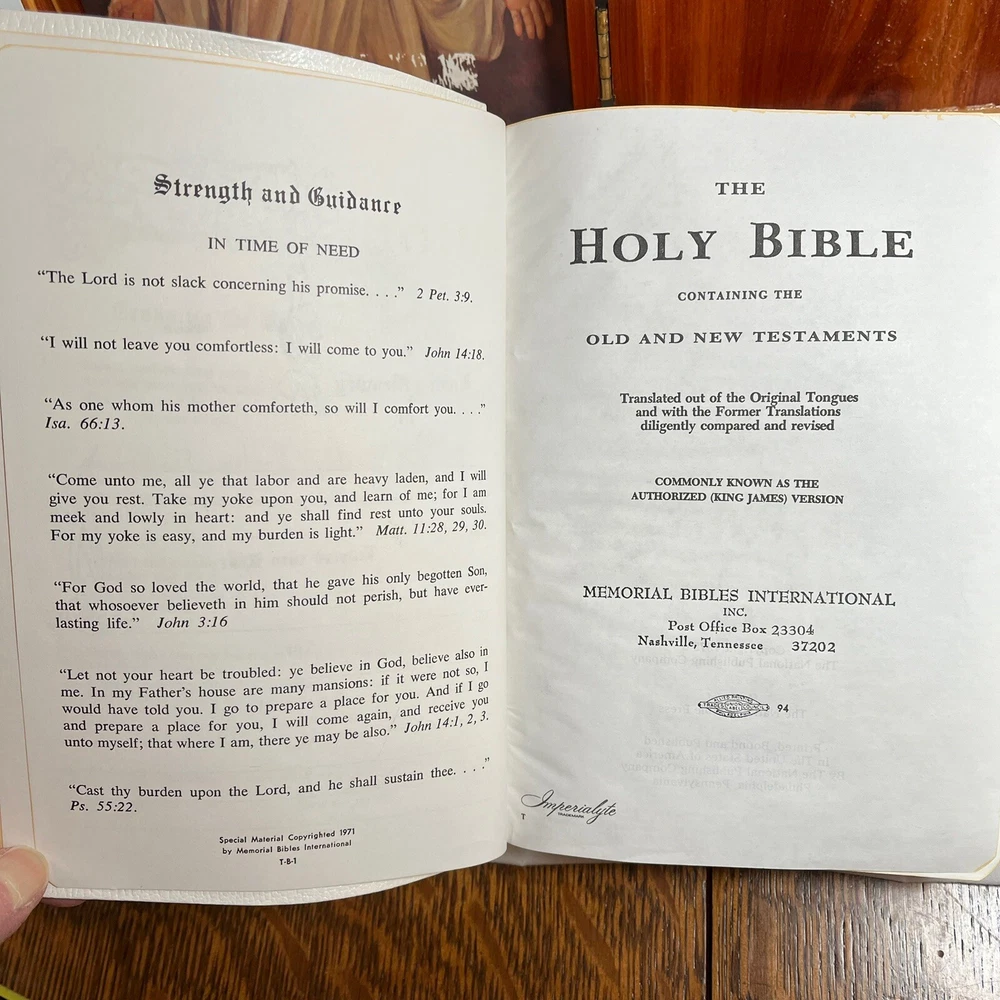 Strength and Guidance
IN TIME OF NEED
“The Lord is not slack concerning his promise. . . .” 2 Pet. 3:9.
“I will not leave you comfortless: I will come to you.” John 14:18.
“As one whom his mother comforteth, so will I comfort you. . . .”
Isa. 66:13.
“Come unto me, all ye that labor and are heavy laden, and I will
give you rest. Take my yoke upon you, and learn of me; for I am
meek and lowly in heart: and ye shall find rest unto your souls.
For my yoke is easy, and my burden is light.” Matt. 11:28, 29, 30.
“For God so loved the world, that he gave his only begotten Son,
that whosoever believeth in him should not perish, but have ever-
lasting life.” John 3:16
“Let not your heart be troubled: ye believe in God, believe also in
me. In my Father’s house are many mansions: if it were not so, I
would have told you. I go to prepare a place for you. And if I go
and prepare a place for you, I will come again, and receive you
unto myself; that where I am, there ye may be also.” John 14:1, 2, 3.
“Cast thy burden upon the Lord, and he shall sustain thee. . . .”
Ps. 55:22.
Special Material Copyrighted 1971
by Memorial Bibles International
T-B-1
THE
HOLY BIBLE
CONTAINING THE
OLD AND NEW TESTAMENTS
Translated out of the Original Tongues
and with the Former Translations
diligently compared and revised
COMMONLY KNOWN AS THE
AUTHORIZED (KING JAMES) VERSION
MEMORIAL BIBLES INTERNATIONAL
INC.
Post Office Box 23304
Nashville, Tennessee 37202
ALLIED PRINTING
TRADES LABEL COUNCIL
PHILADELPHIA
94
Imperialyte
TRADEMARK
T